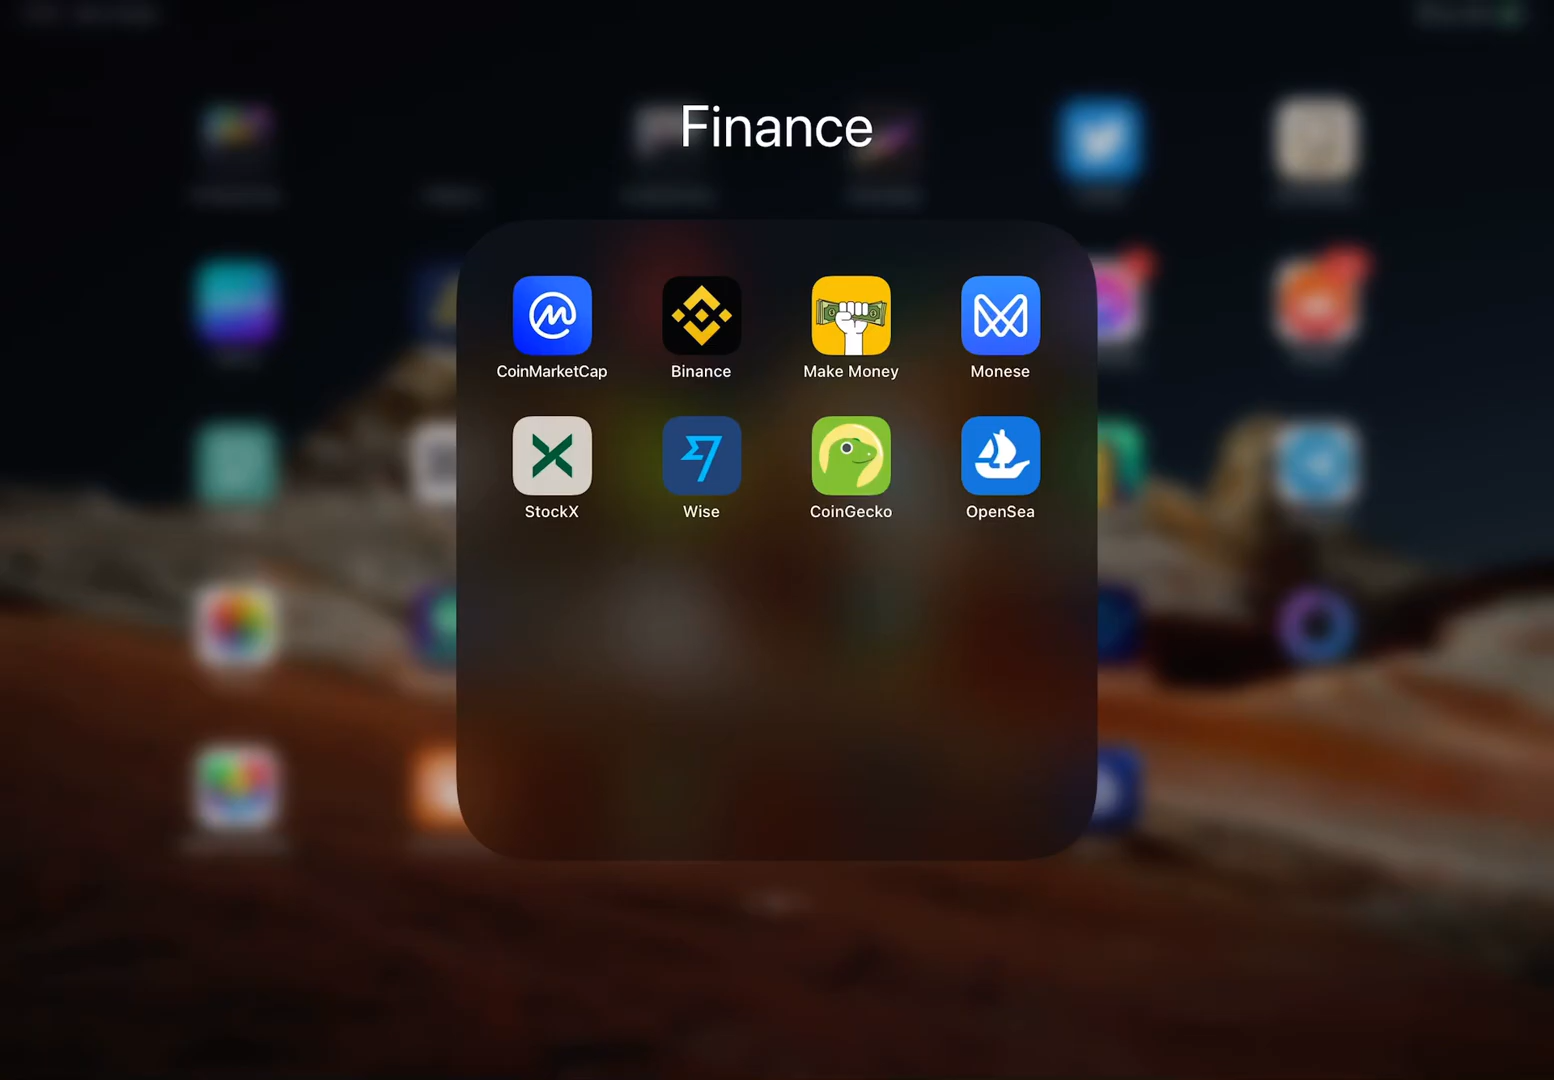 Finance
CoinMarketCap
Binance
Make Money
Monese
StockX
Wise
CoinGecko
OpenSea